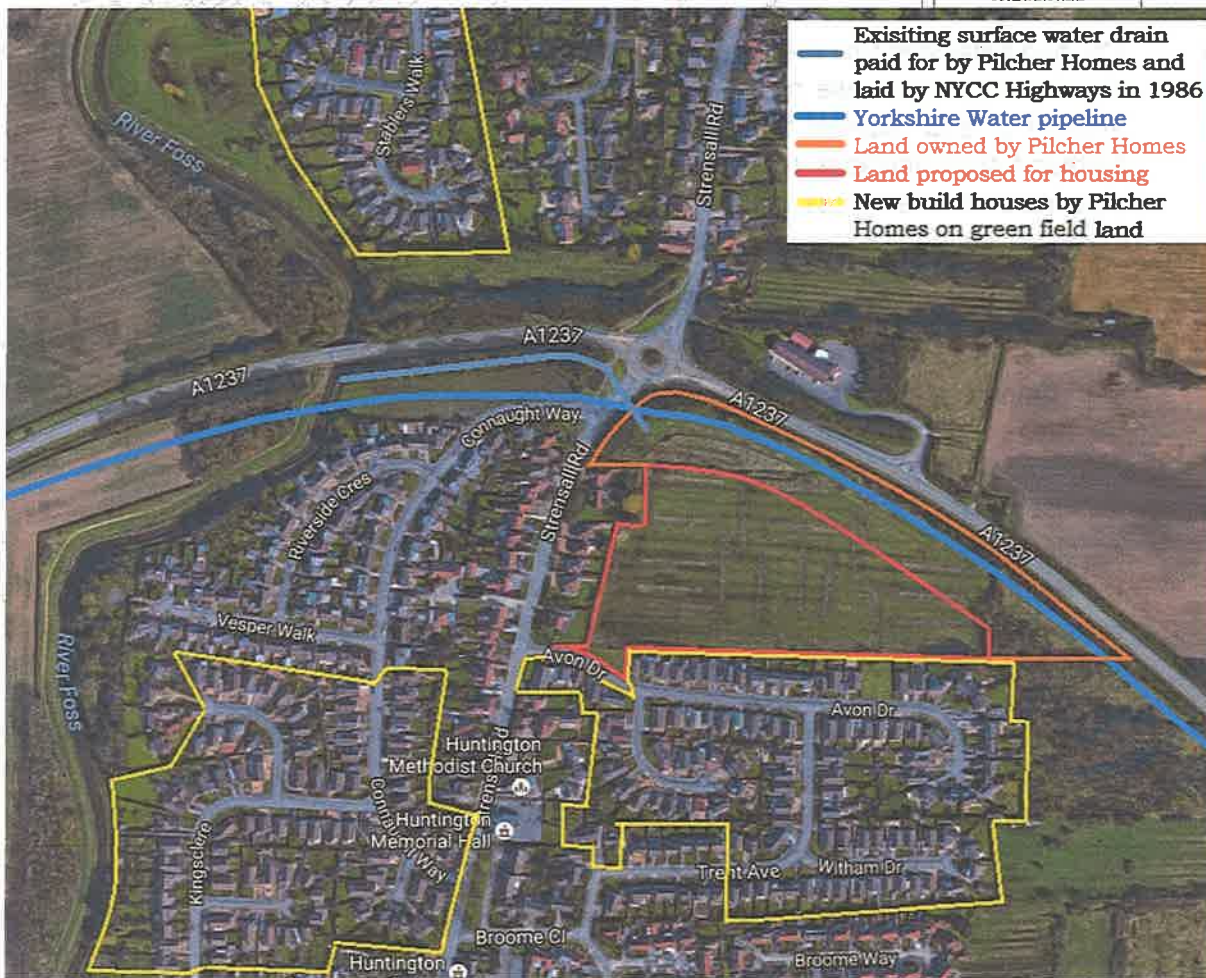 Exisiting surface water drain
paid for by Pilcher Homes and
laid by NYCC Highways in 1986
Yorkshire Water pipeline
Land owned by Pilcher Homes
Land proposed for housing
New build houses by Pilcher
Homes on green field land
Stablers Walk
River Foss
Strensall Rd
A1237
A1237
A1237
A1237
Connaught Way
Strensall Rd
Riverside Cres
Vesper Walk
River Foss
Avon Dr
Avon Dr
Huntington
Methodist Church
Strensall Rd
Huntington
Memorial Hall
Connaught Way
Kingsclere
Trent Ave
Witham Dr
Broome Cl
Broome Way
Huntington